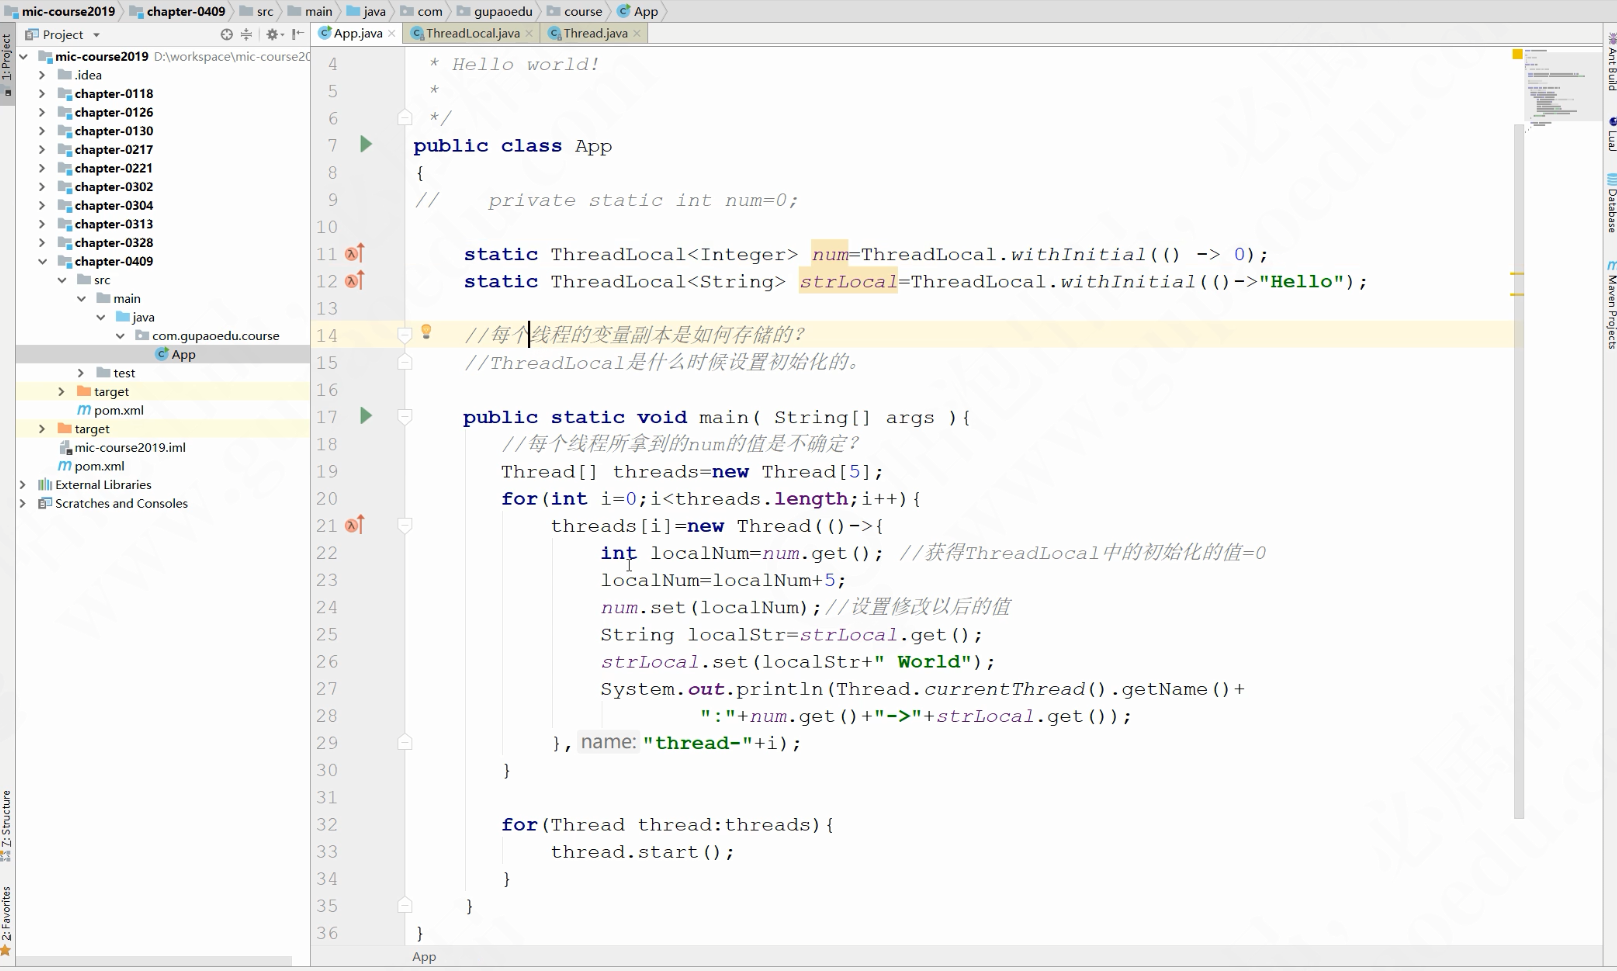 mic-course2019 chapter-0409 src main java com gupaoedu course App
Project
App.java ThreadLocal.java Thread.java
1: Project
Z: Structure
2: Favorites
mic-course2019 D:\workspace\mic-course20
.idea
chapter-0118
chapter-0126
chapter-0130
chapter-0217
chapter-0221
chapter-0302
chapter-0304
chapter-0313
chapter-0328
chapter-0409
src
main
java
com.gupaoedu.course
App
test
target
pom.xml
target
mic-course2019.iml
pom.xml
External Libraries
Scratches and Consoles
4 * Hello world!
5 *
6 */
7 public class App
8 {
9 // private static int num=0;
10
11 static ThreadLocal<Integer> num=ThreadLocal.withInitial(() -> 0);
12 static ThreadLocal<String> strLocal=ThreadLocal.withInitial(()->"Hello");
13
14 //每个线程的变量副本是如何存储的?
15 //ThreadLocal是什么时候设置初始化的。
16
17 public static void main( String[] args ){
18 //每个线程所拿到的num的值是不确定?
19 Thread[] threads=new Thread[5];
20 for(int i=0;i<threads.length;i++){
21 threads[i]=new Thread(()->{
22 int localNum=num.get(); //获得ThreadLocal中的初始化的值=0
23 localNum=localNum+5;
24 num.set(localNum);//设置修改以后的值
25 String localStr=strLocal.get();
26 strLocal.set(localStr+" World");
27 System.out.println(Thread.currentThread().getName()+
28 ":"+num.get()+"->"+strLocal.get());
29 }, name: "thread-"+i);
30 }
31
32 for(Thread thread:threads){
33 thread.start();
34 }
35 }
36 }
App
Ant Build
LuaJ
Database
Maven Projects